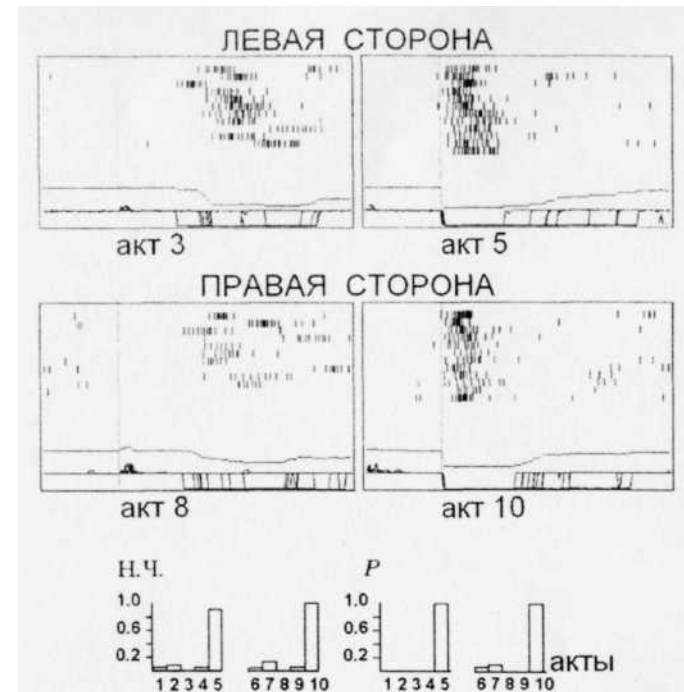 ЛЕВАЯ СТОРОНА
акт 3 акт 5
ПРАВАЯ СТОРОНА
акт 8 акт 10
Н.Ч. P
1.0 1.0
0.6 0.6
0.2 0.2
акты
1 2 3 4 5 6 7 8 9 10 1 2 3 4 5 6 7 8 9 10